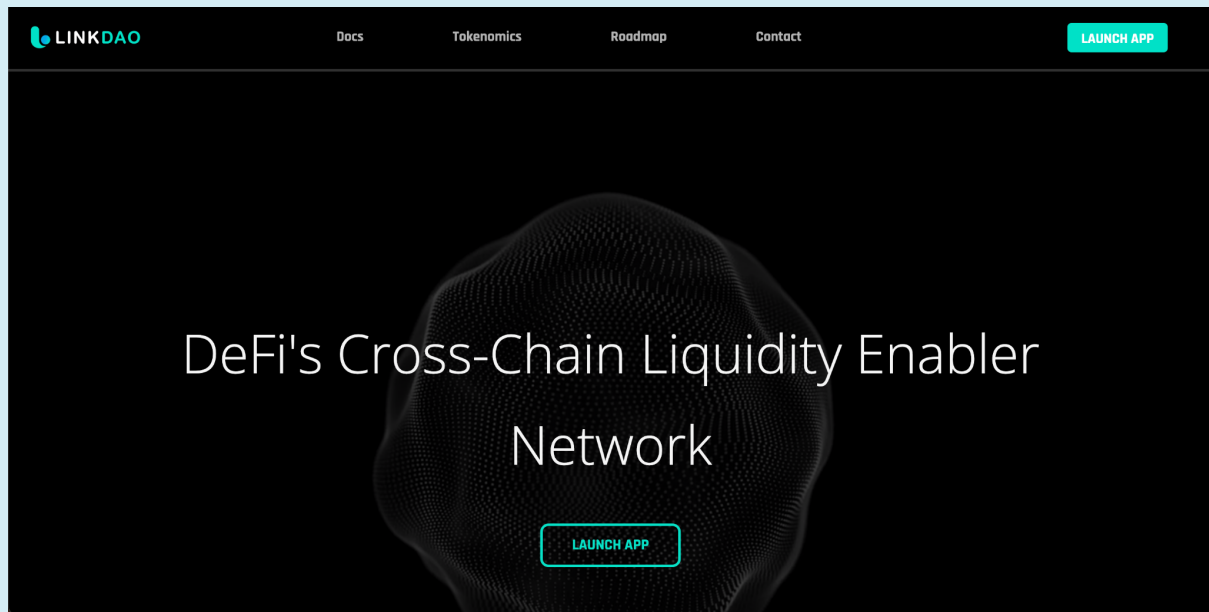 LINKDAO
Docs
Tokenomics
Roadmap
Contact
LAUNCH APP
DeFi's Cross-Chain Liquidity Enabler
Network
LAUNCH APP